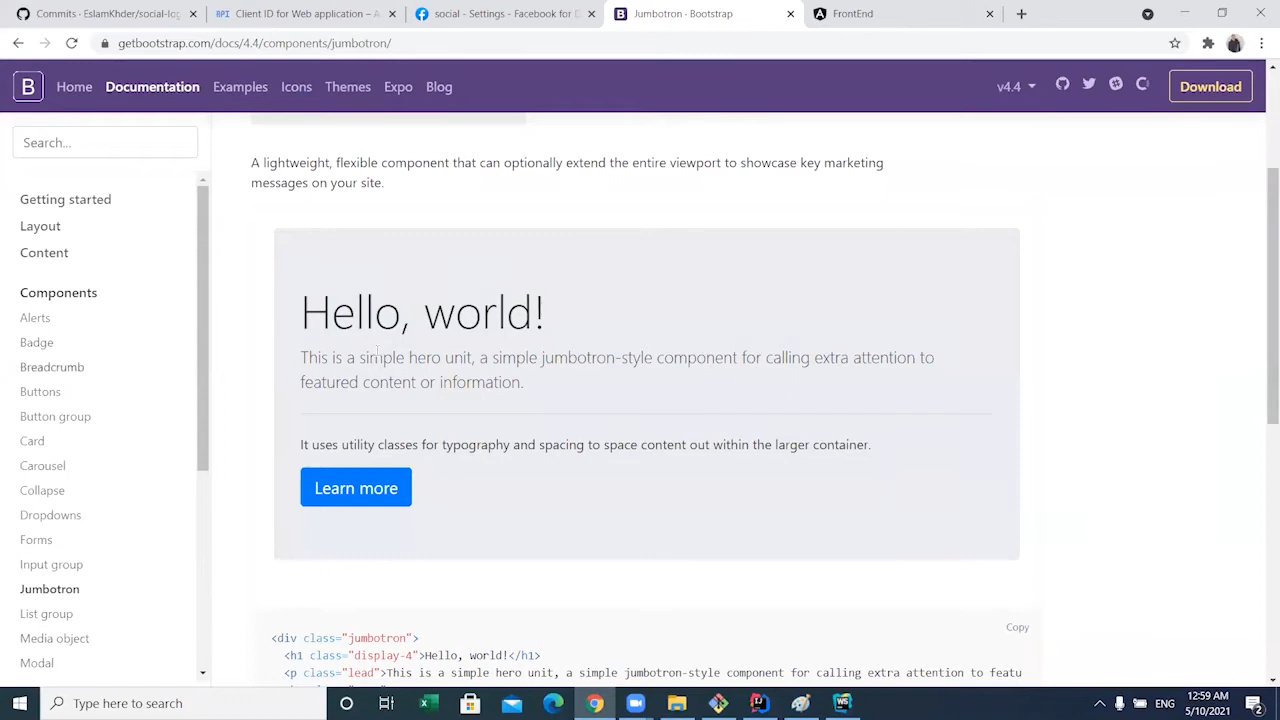 Commits · EslamKhder/social-log
Client ID for Web application – A
social - Settings - Facebook for D
Jumbotron · Bootstrap
FrontEnd
getbootstrap.com/docs/4.4/components/jumbotron/
B Home Documentation Examples Icons Themes Expo Blog v4.4 Download
Search...
Getting started
Layout
Content
Components
Alerts
Badge
Breadcrumb
Buttons
Button group
Card
Carousel
Collapse
Dropdowns
Forms
Input group
Jumbotron
List group
Media object
Modal
A lightweight, flexible component that can optionally extend the entire viewport to showcase key marketing
messages on your site.
Hello, world!
This is a simple hero unit, a simple jumbotron-style component for calling extra attention to
featured content or information.
It uses utility classes for typography and spacing to space content out within the larger container.
Learn more
Copy
<div class="jumbotron">
<h1 class="display-4">Hello, world!</h1>
<p class="lead">This is a simple hero unit, a simple jumbotron-style component for calling extra attention to featu
Type here to search
ENG
12:59 AM
5/10/2021
2